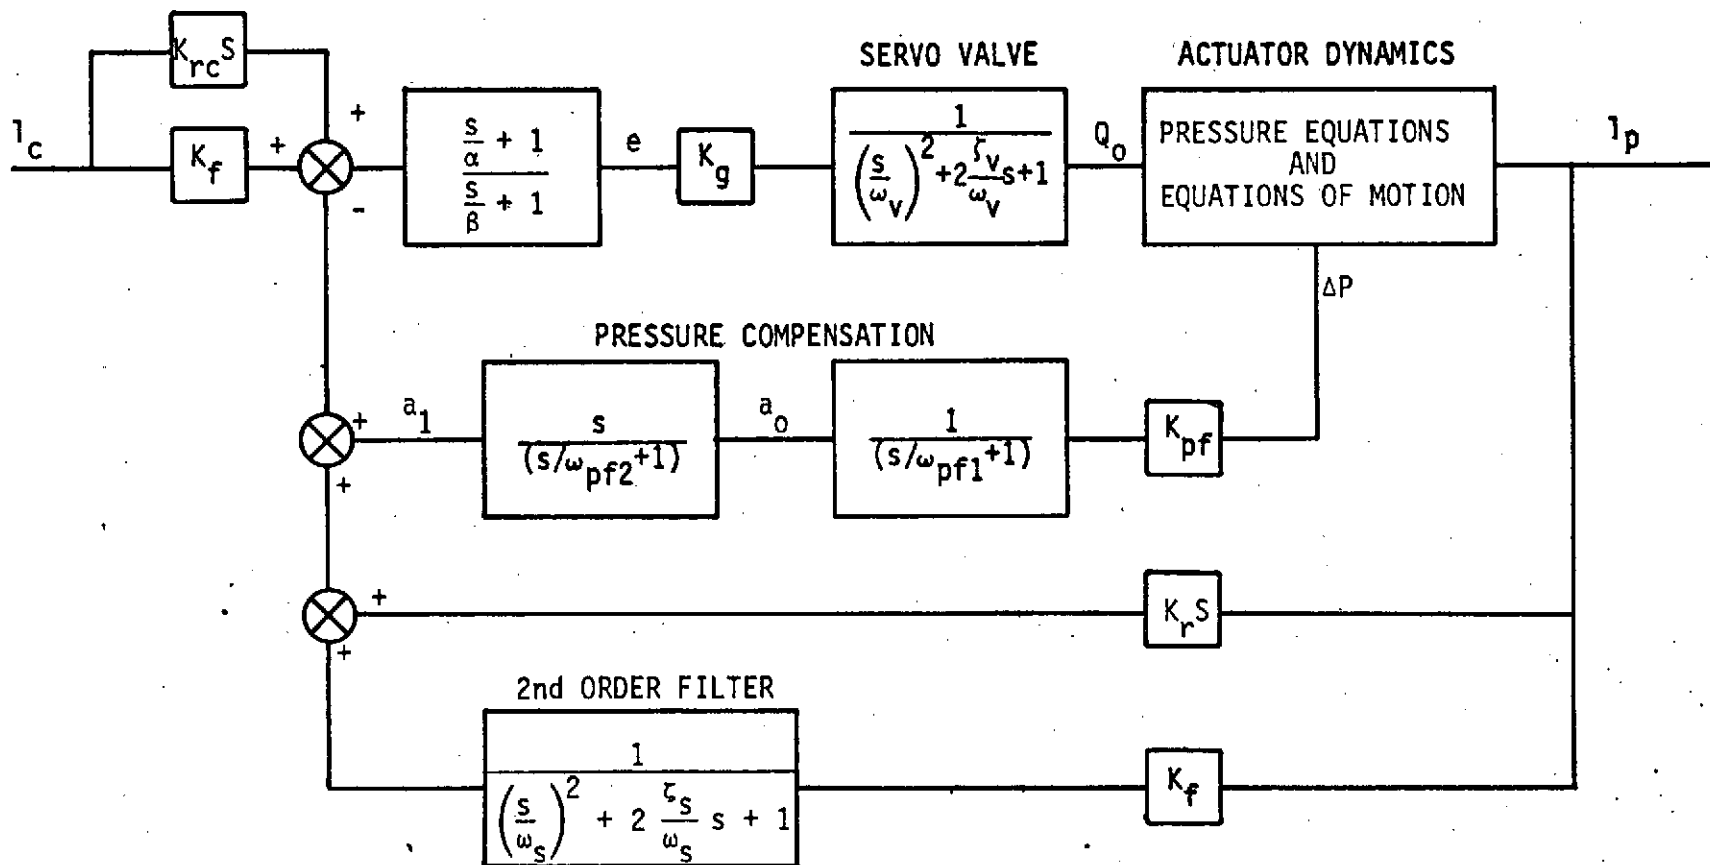 K_rc S
l_c
K_f
+
+
-
s/α + 1
s/β + 1
e
K_g
SERVO VALVE
1
(s/ω_v)^2 + 2 ζ_v/ω_v s + 1
Q_o
ACTUATOR DYNAMICS
PRESSURE EQUATIONS
AND
EQUATIONS OF MOTION
l_p
ΔP
PRESSURE COMPENSATION
+
a_1
s
(s/ω_pf2 +1)
a_o
1
(s/ω_pf1 +1)
K_pf
+
+
K_r S
+
2nd ORDER FILTER
1
(s/ω_s)^2 + 2 ζ_s/ω_s s + 1
K_f